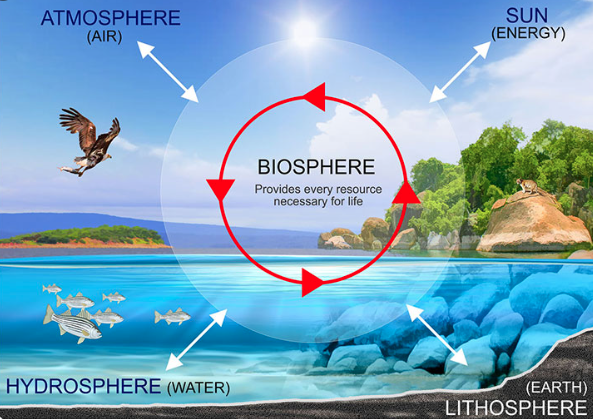 ATMOSPHERE
(AIR)
SUN
(ENERGY)
BIOSPHERE
Provides every resource
necessary for life
HYDROSPHERE (WATER)
(EARTH)
LITHOSPHERE